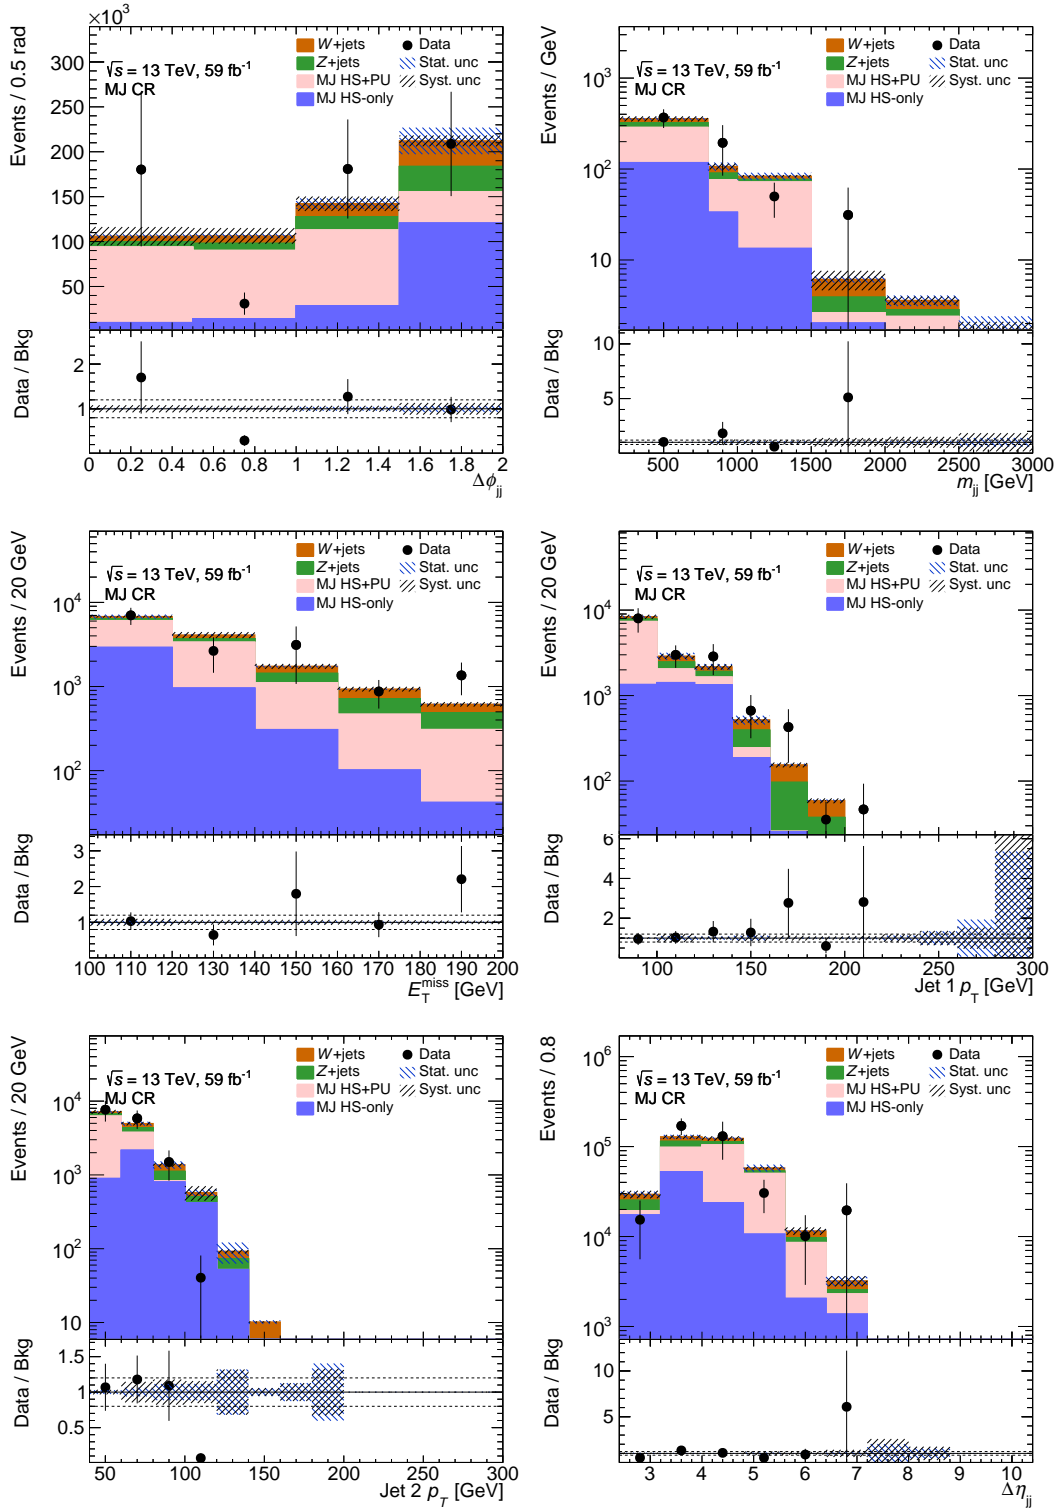 ×10³
Events / 0.5 rad
√s = 13 TeV, 59 fb⁻¹
MJ CR
W+jets
Z+jets
MJ HS+PU
MJ HS-only
Data
Stat. unc
Syst. unc
350
300
250
200
150
100
50
Data / Bkg
2
1
0 0.2 0.4 0.6 0.8 1 1.2 1.4 1.6 1.8 2
Δϕjj
Events / GeV
√s = 13 TeV, 59 fb⁻¹
MJ CR
W+jets
Z+jets
MJ HS+PU
MJ HS-only
Data
Stat. unc
Syst. unc
10³
10²
10
Data / Bkg
10
5
500 1000 1500 2000 2500 3000
mjj [GeV]
Events / 20 GeV
√s = 13 TeV, 59 fb⁻¹
MJ CR
W+jets
Z+jets
MJ HS+PU
MJ HS-only
Data
Stat. unc
Syst. unc
10⁴
10³
10²
Data / Bkg
3
2
1
100 110 120 130 140 150 160 170 180 190 200
E_T^miss [GeV]
Events / 20 GeV
√s = 13 TeV, 59 fb⁻¹
MJ CR
W+jets
Z+jets
MJ HS+PU
MJ HS-only
Data
Stat. unc
Syst. unc
10⁴
10³
10²
Data / Bkg
6
4
2
100 150 200 250 300
Jet 1 p_T [GeV]
Events / 20 GeV
√s = 13 TeV, 59 fb⁻¹
MJ CR
W+jets
Z+jets
MJ HS+PU
MJ HS-only
Data
Stat. unc
Syst. unc
10⁴
10³
10²
10
Data / Bkg
1.5
1
0.5
50 100 150 200 250 300
Jet 2 p_T [GeV]
Events / 0.8
√s = 13 TeV, 59 fb⁻¹
MJ CR
W+jets
Z+jets
MJ HS+PU
MJ HS-only
Data
Stat. unc
Syst. unc
10⁶
10⁵
10⁴
10³
Data / Bkg
10
5
3 4 5 6 7 8 9 10
Δηjj